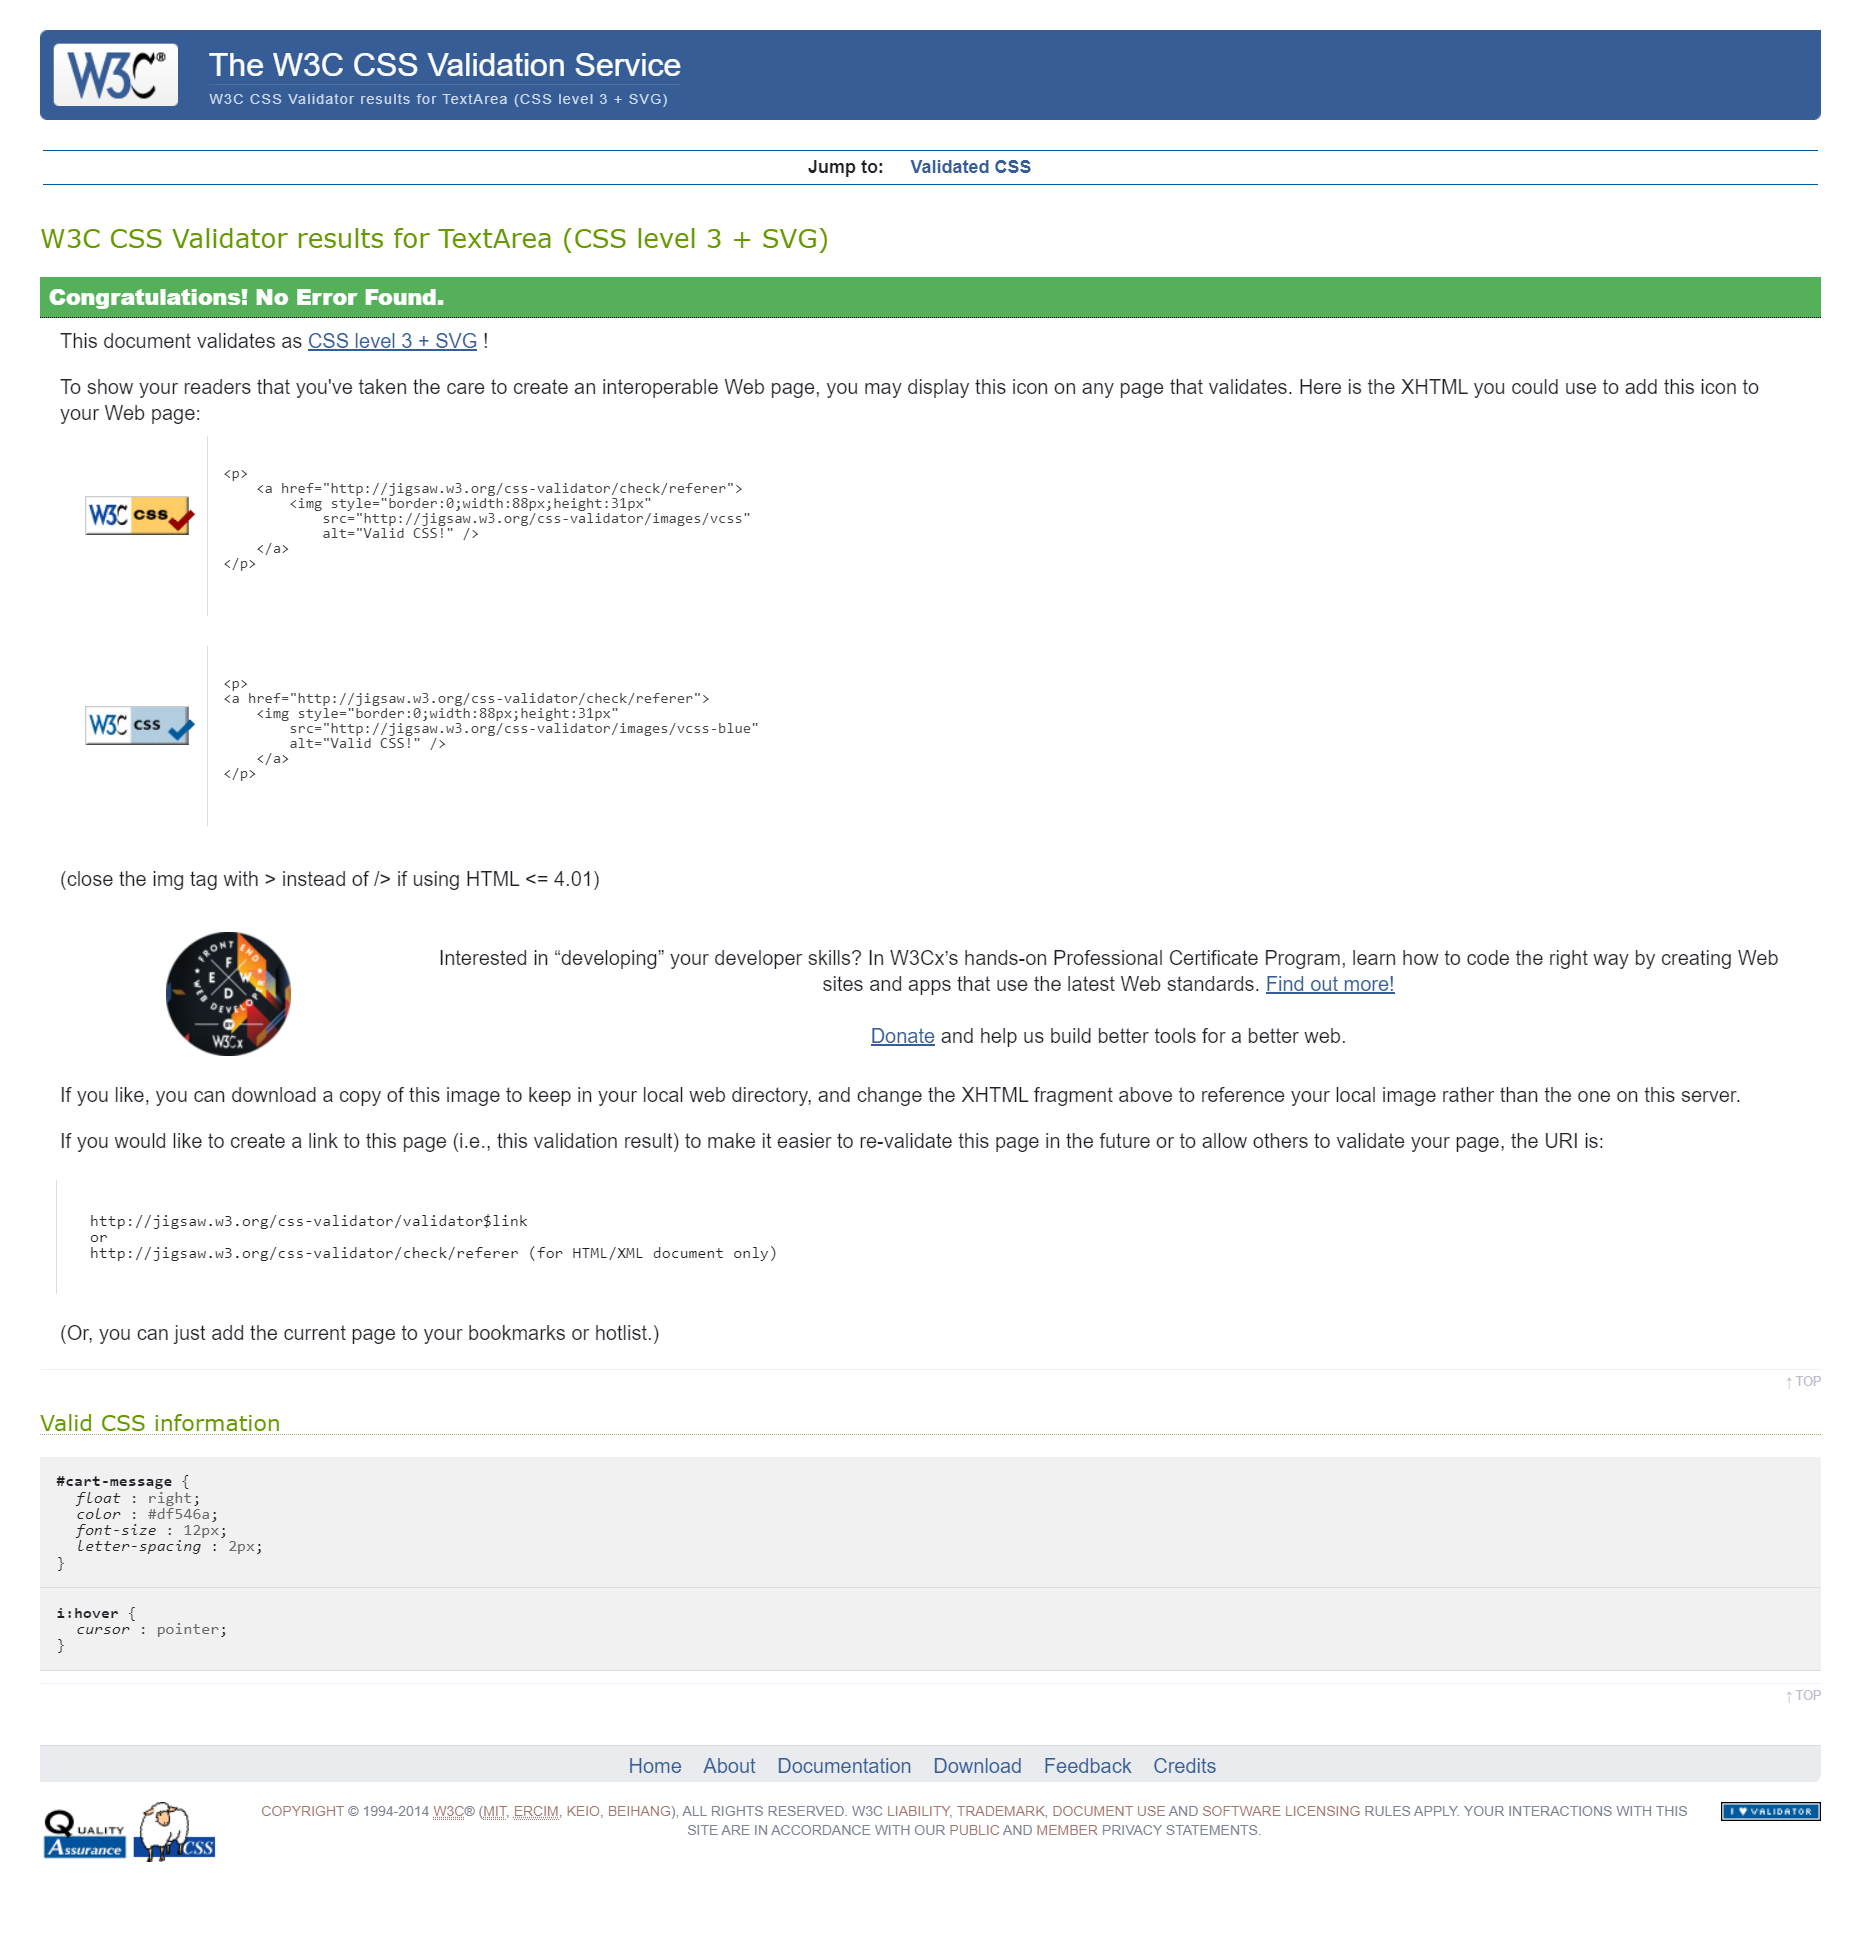 W3C®
The W3C CSS Validation Service
W3C CSS Validator results for TextArea (CSS level 3 + SVG)
Jump to: Validated CSS
W3C CSS Validator results for TextArea (CSS level 3 + SVG)
Congratulations! No Error Found.
This document validates as CSS level 3 + SVG !
To show your readers that you've taken the care to create an interoperable Web page, you may display this icon on any page that validates. Here is the XHTML you could use to add this icon to
your Web page:
W3C css
<p>
    <a href="http://jigsaw.w3.org/css-validator/check/referer">
        <img style="border:0;width:88px;height:31px"
            src="http://jigsaw.w3.org/css-validator/images/vcss"
            alt="Valid CSS!" />
    </a>
</p>
W3C css
<p>
<a href="http://jigsaw.w3.org/css-validator/check/referer">
    <img style="border:0;width:88px;height:31px"
        src="http://jigsaw.w3.org/css-validator/images/vcss-blue"
        alt="Valid CSS!" />
    </a>
</p>
(close the img tag with > instead of /> if using HTML <= 4.01)
FRONT END
F
E W
D
WEB DEVELOPER
BY
W3Cx
Interested in “developing” your developer skills? In W3Cx’s hands-on Professional Certificate Program, learn how to code the right way by creating Web
sites and apps that use the latest Web standards. Find out more!
Donate and help us build better tools for a better web.
If you like, you can download a copy of this image to keep in your local web directory, and change the XHTML fragment above to reference your local image rather than the one on this server.
If you would like to create a link to this page (i.e., this validation result) to make it easier to re-validate this page in the future or to allow others to validate your page, the URI is:
http://jigsaw.w3.org/css-validator/validator$link
or
http://jigsaw.w3.org/css-validator/check/referer (for HTML/XML document only)
(Or, you can just add the current page to your bookmarks or hotlist.)
↑ TOP
Valid CSS information
#cart-message {
  float : right;
  color : #df546a;
  font-size : 12px;
  letter-spacing : 2px;
}
i:hover {
  cursor : pointer;
}
↑ TOP
Home About Documentation Download Feedback Credits
QUALITY
Assurance
CSS
COPYRIGHT © 1994-2014 W3C® (MIT, ERCIM, KEIO, BEIHANG), ALL RIGHTS RESERVED. W3C LIABILITY, TRADEMARK, DOCUMENT USE AND SOFTWARE LICENSING RULES APPLY. YOUR INTERACTIONS WITH THIS
SITE ARE IN ACCORDANCE WITH OUR PUBLIC AND MEMBER PRIVACY STATEMENTS.
I ♥ VALIDATOR